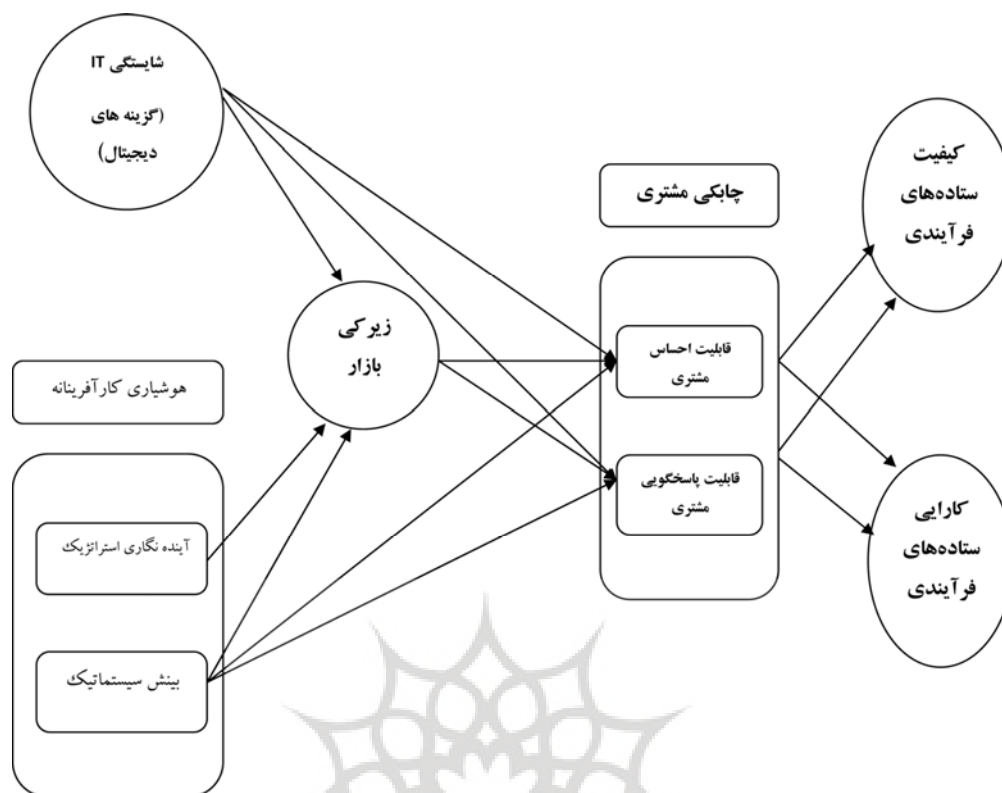 شایستگی IT
(گزینه های
دیجیتال)
کیفیت
ستاده‌های
فرآیندی
چابکی مشتری
زیرکی
بازار
قابلیت احساس
مشتری
هوشیاری کارآفرینانه
قابلیت پاسخگویی
مشتری
آینده نگاری استراتژیک
کارایی
ستاده‌های
فرآیندی
بینش سیستماتیک